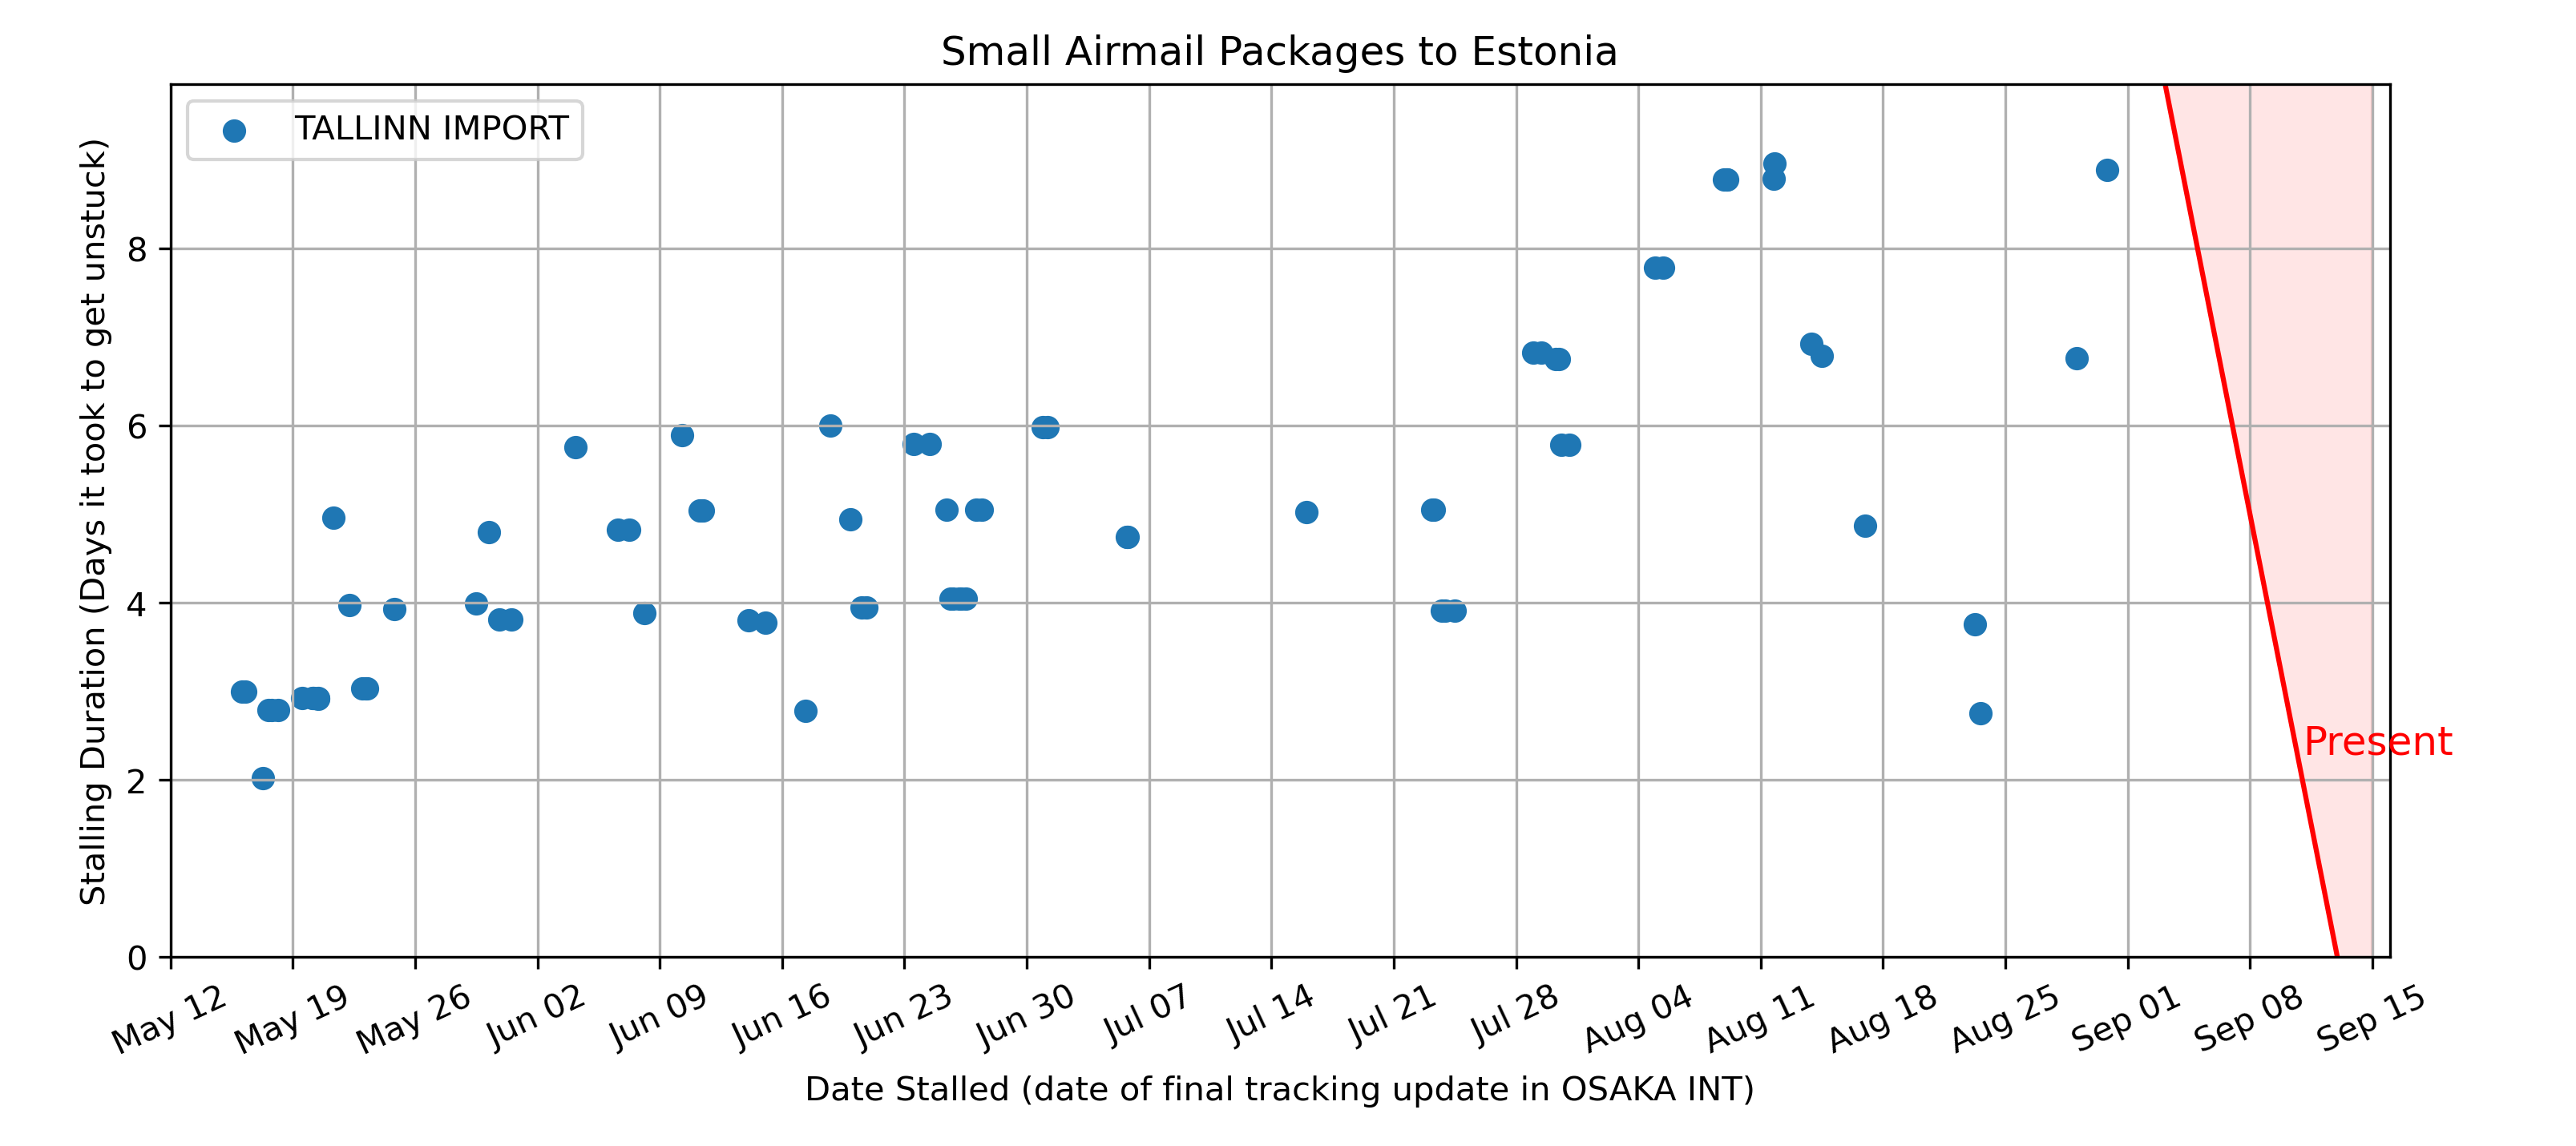 Small Airmail Packages to Estonia
TALLINN IMPORT
Stalling Duration (Days it took to get unstuck)
8
6
4
2
0
May 12
May 19
May 26
Jun 02
Jun 09
Jun 16
Jun 23
Jun 30
Jul 07
Jul 14
Jul 21
Jul 28
Aug 04
Aug 11
Aug 18
Aug 25
Sep 01
Sep 08
Sep 15
Present
Date Stalled (date of final tracking update in OSAKA INT)